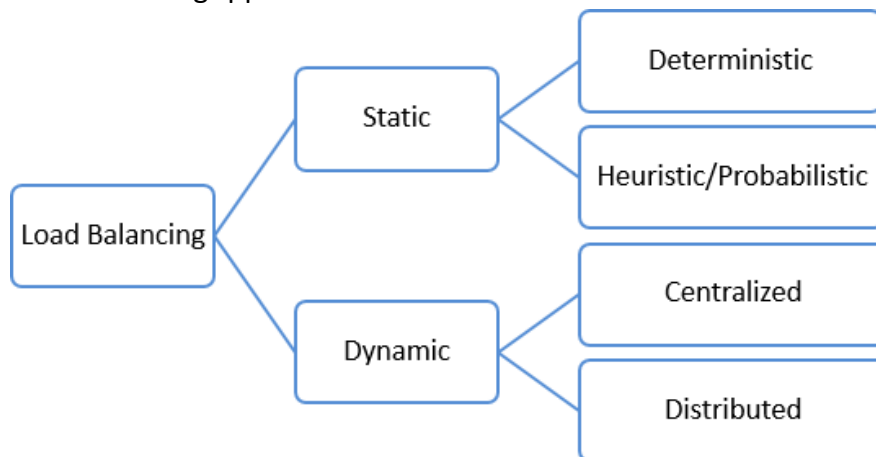 Deterministic
Static
Heuristic/Probabilistic
Load Balancing
Centralized
Dynamic
Distributed